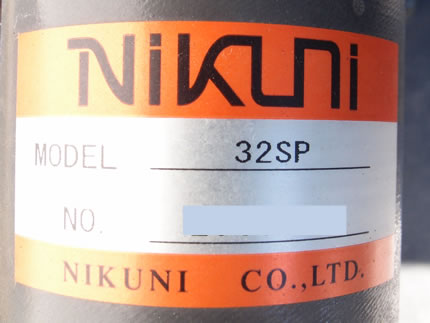 NiKUNi
MODEL 32SP
NO.
NIKUNI CO.,LTD.